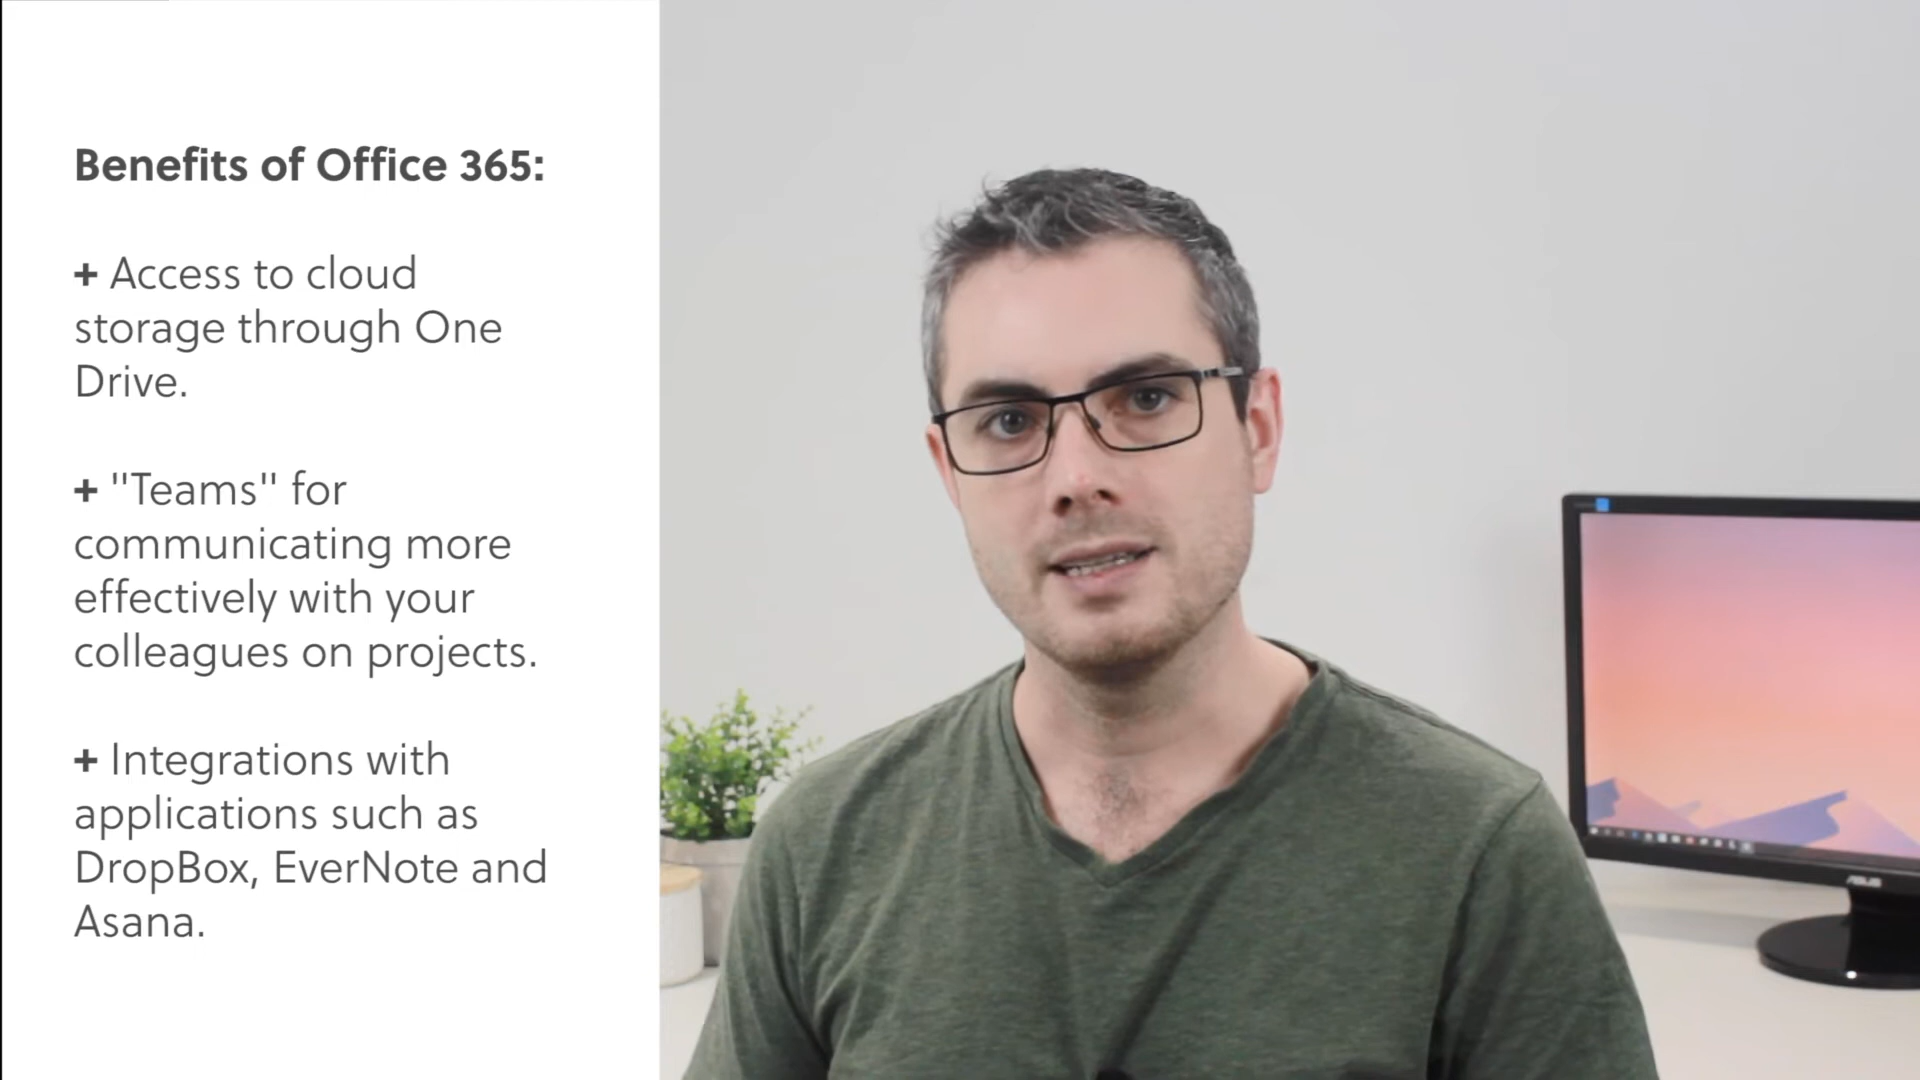 Benefits of Office 365:
+ Access to cloud
storage through One
Drive.
+ "Teams" for
communicating more
effectively with your
colleagues on projects.
+ Integrations with
applications such as
DropBox, EverNote and
Asana.
ASUS